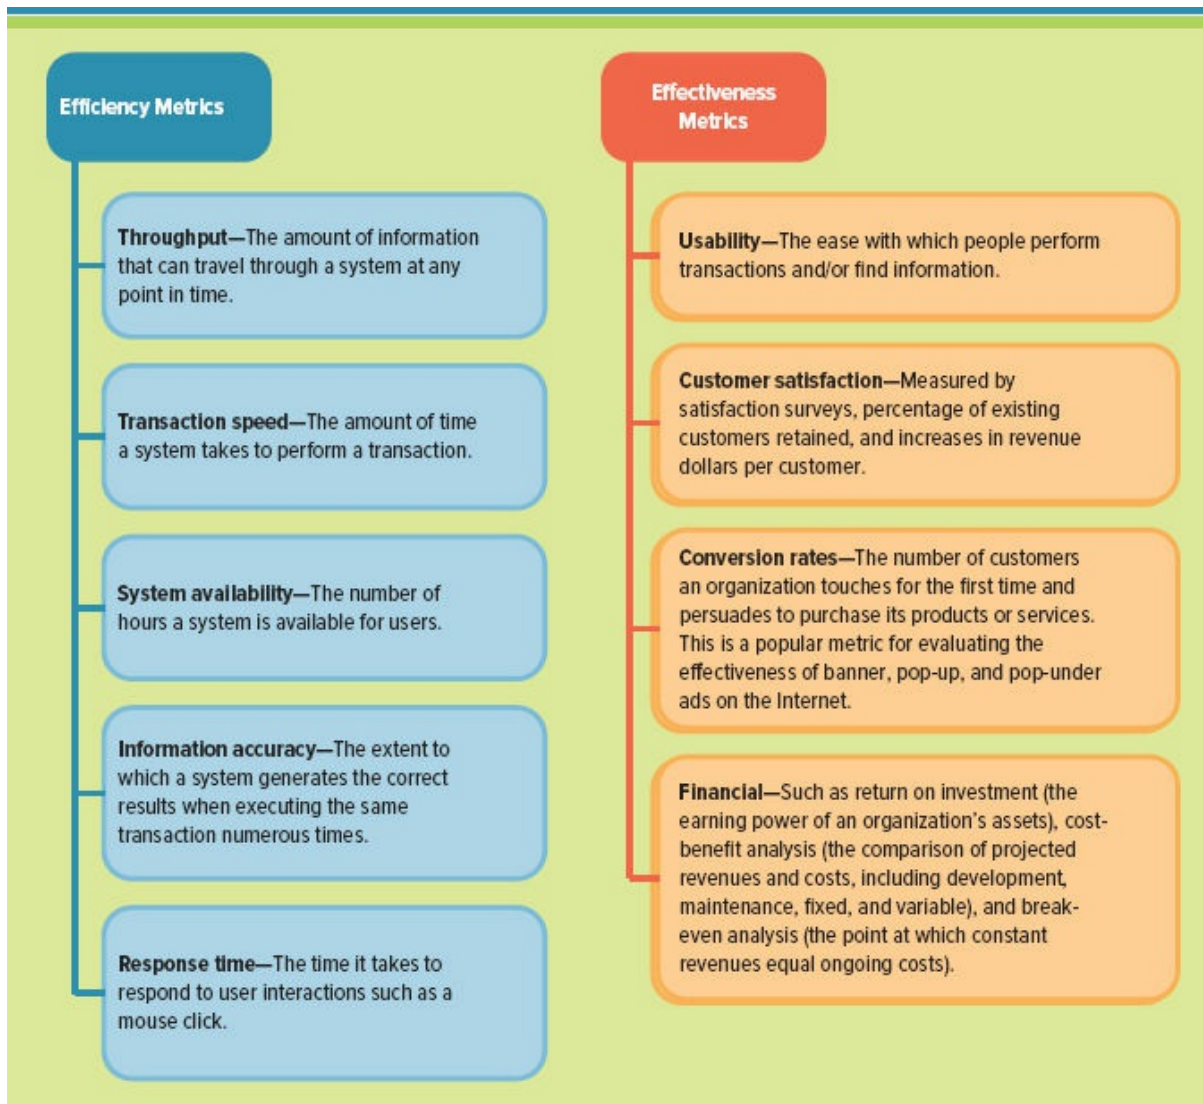 Efficiency Metrics
Throughput—The amount of information
that can travel through a system at any
point in time.
Transaction speed—The amount of time
a system takes to perform a transaction.
System availability—The number of
hours a system is available for users.
Information accuracy—The extent to
which a system generates the correct
results when executing the same
transaction numerous times.
Response time—The time it takes to
respond to user interactions such as a
mouse click.
Effectiveness
Metrics
Usability—The ease with which people perform
transactions and/or find information.
Customer satisfaction—Measured by
satisfaction surveys, percentage of existing
customers retained, and increases in revenue
dollars per customer.
Conversion rates—The number of customers
an organization touches for the first time and
persuades to purchase its products or services.
This is a popular metric for evaluating the
effectiveness of banner, pop-up, and pop-under
ads on the Internet.
Financial—Such as return on investment (the
earning power of an organization's assets), cost-
benefit analysis (the comparison of projected
revenues and costs, including development,
maintenance, fixed, and variable), and break-
even analysis (the point at which constant
revenues equal ongoing costs).